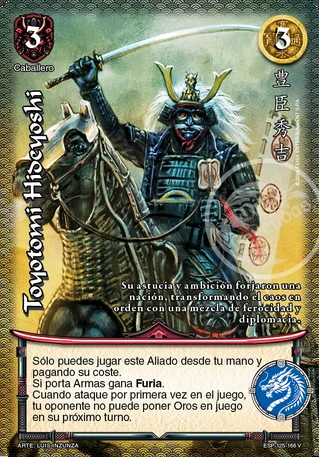 3
Caballero
3
豊臣秀吉
Toyotomi Hideyoshi
Su astucia y ambición forjaron una
nación, transformando el caos en
orden con una mezcla de ferocidad y
diplomacia.
Sólo puedes jugar este Aliado desde tu mano y
pagando su coste.
Si porta Armas gana Furia.
Cuando ataque por primera vez en el juego,
tu oponente no puede poner Oros en juego
en su próximo turno.
ARTE: LUIS INZUNZA
ESP-125-166 V